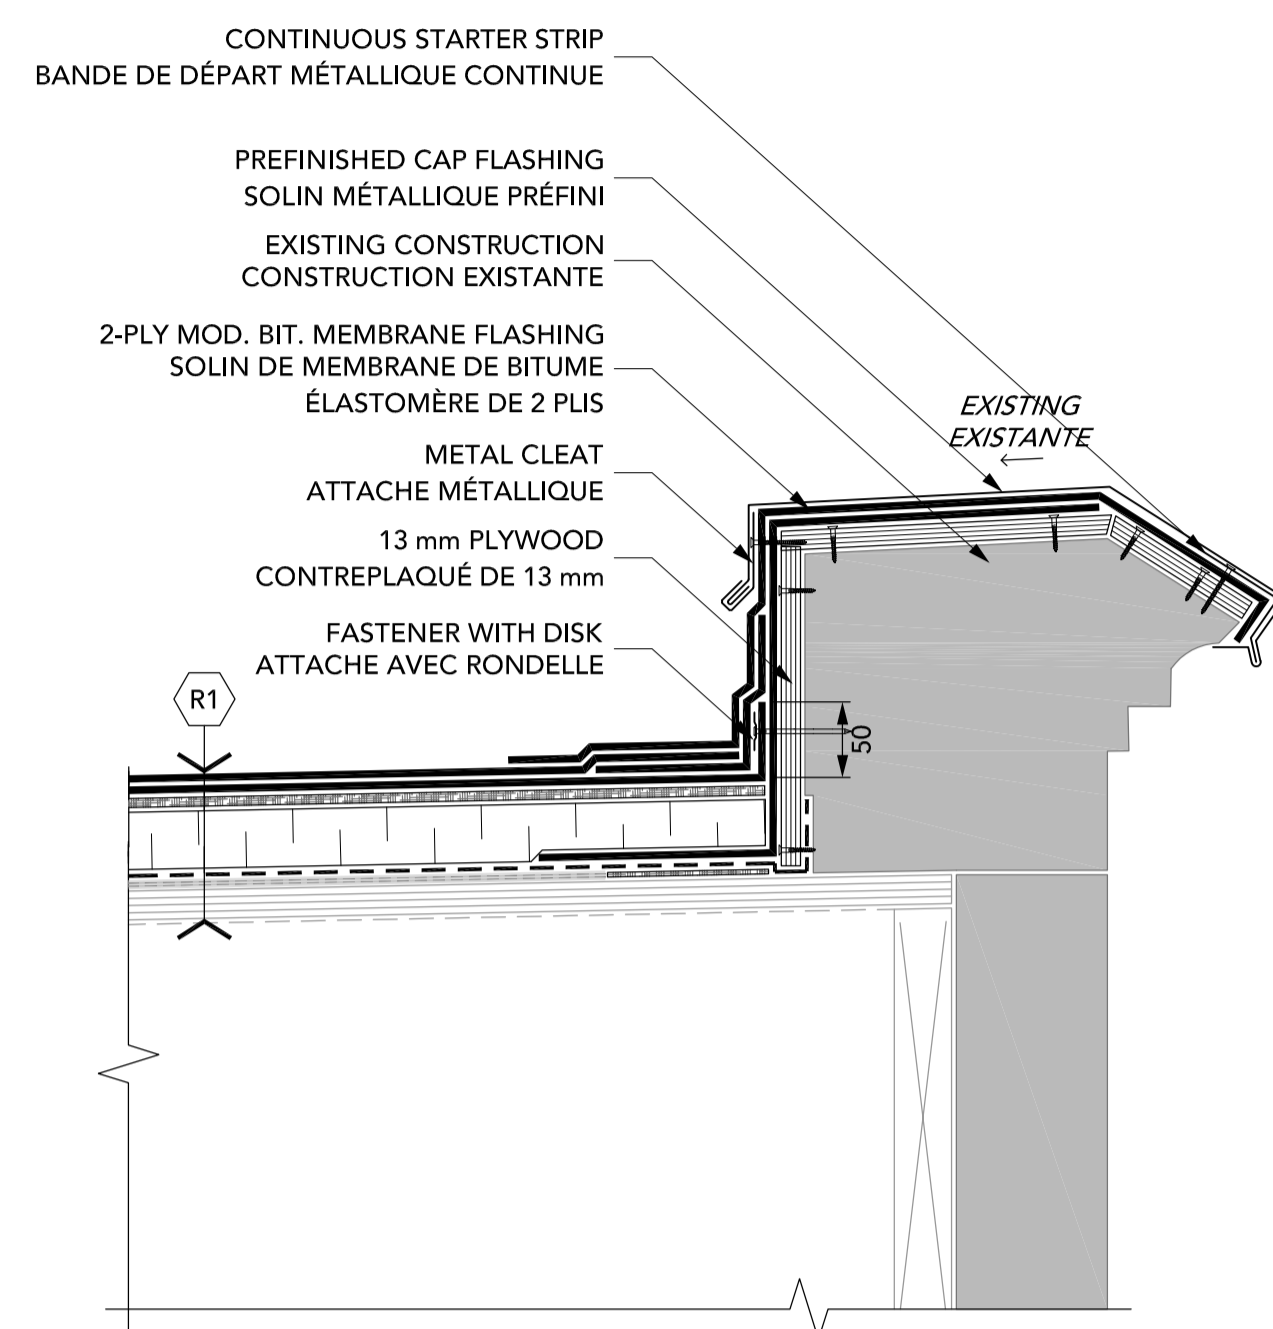 CONTINUOUS STARTER STRIP
BANDE DE DÉPART MÉTALLIQUE CONTINUE
PREFINISHED CAP FLASHING
SOLIN MÉTALLIQUE PRÉFINI
EXISTING CONSTRUCTION
CONSTRUCTION EXISTANTE
2-PLY MOD. BIT. MEMBRANE FLASHING
SOLIN DE MEMBRANE DE BITUME
ÉLASTOMÈRE DE 2 PLIS
EXISTING
EXISTANTE
METAL CLEAT
ATTACHE MÉTALLIQUE
13 mm PLYWOOD
CONTREPLAQUÉ DE 13 mm
FASTENER WITH DISK
ATTACHE AVEC RONDELLE
R1
50